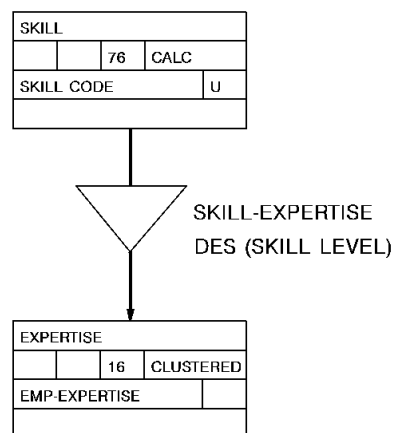 SKILL
76 CALC
SKILL CODE U
SKILL-EXPERTISE
DES (SKILL LEVEL)
EXPERTISE
16 CLUSTERED
EMP-EXPERTISE